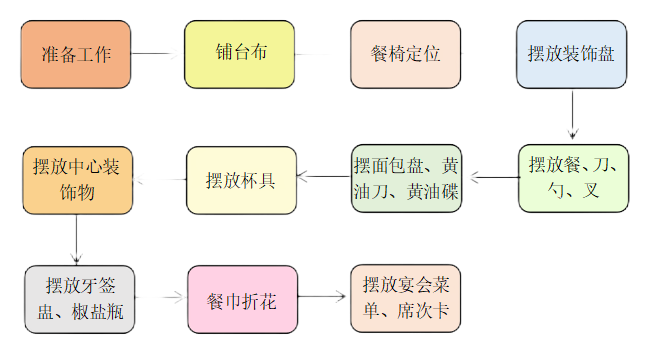 准备工作
铺台布
餐椅定位
摆放装饰盘
摆放餐、刀、
勺、叉
摆面包盘、黄
油刀、黄油碟
摆放杯具
摆放中心装
饰物
摆放牙签
盅、椒盐瓶
餐巾折花
摆放宴会菜
单、席次卡